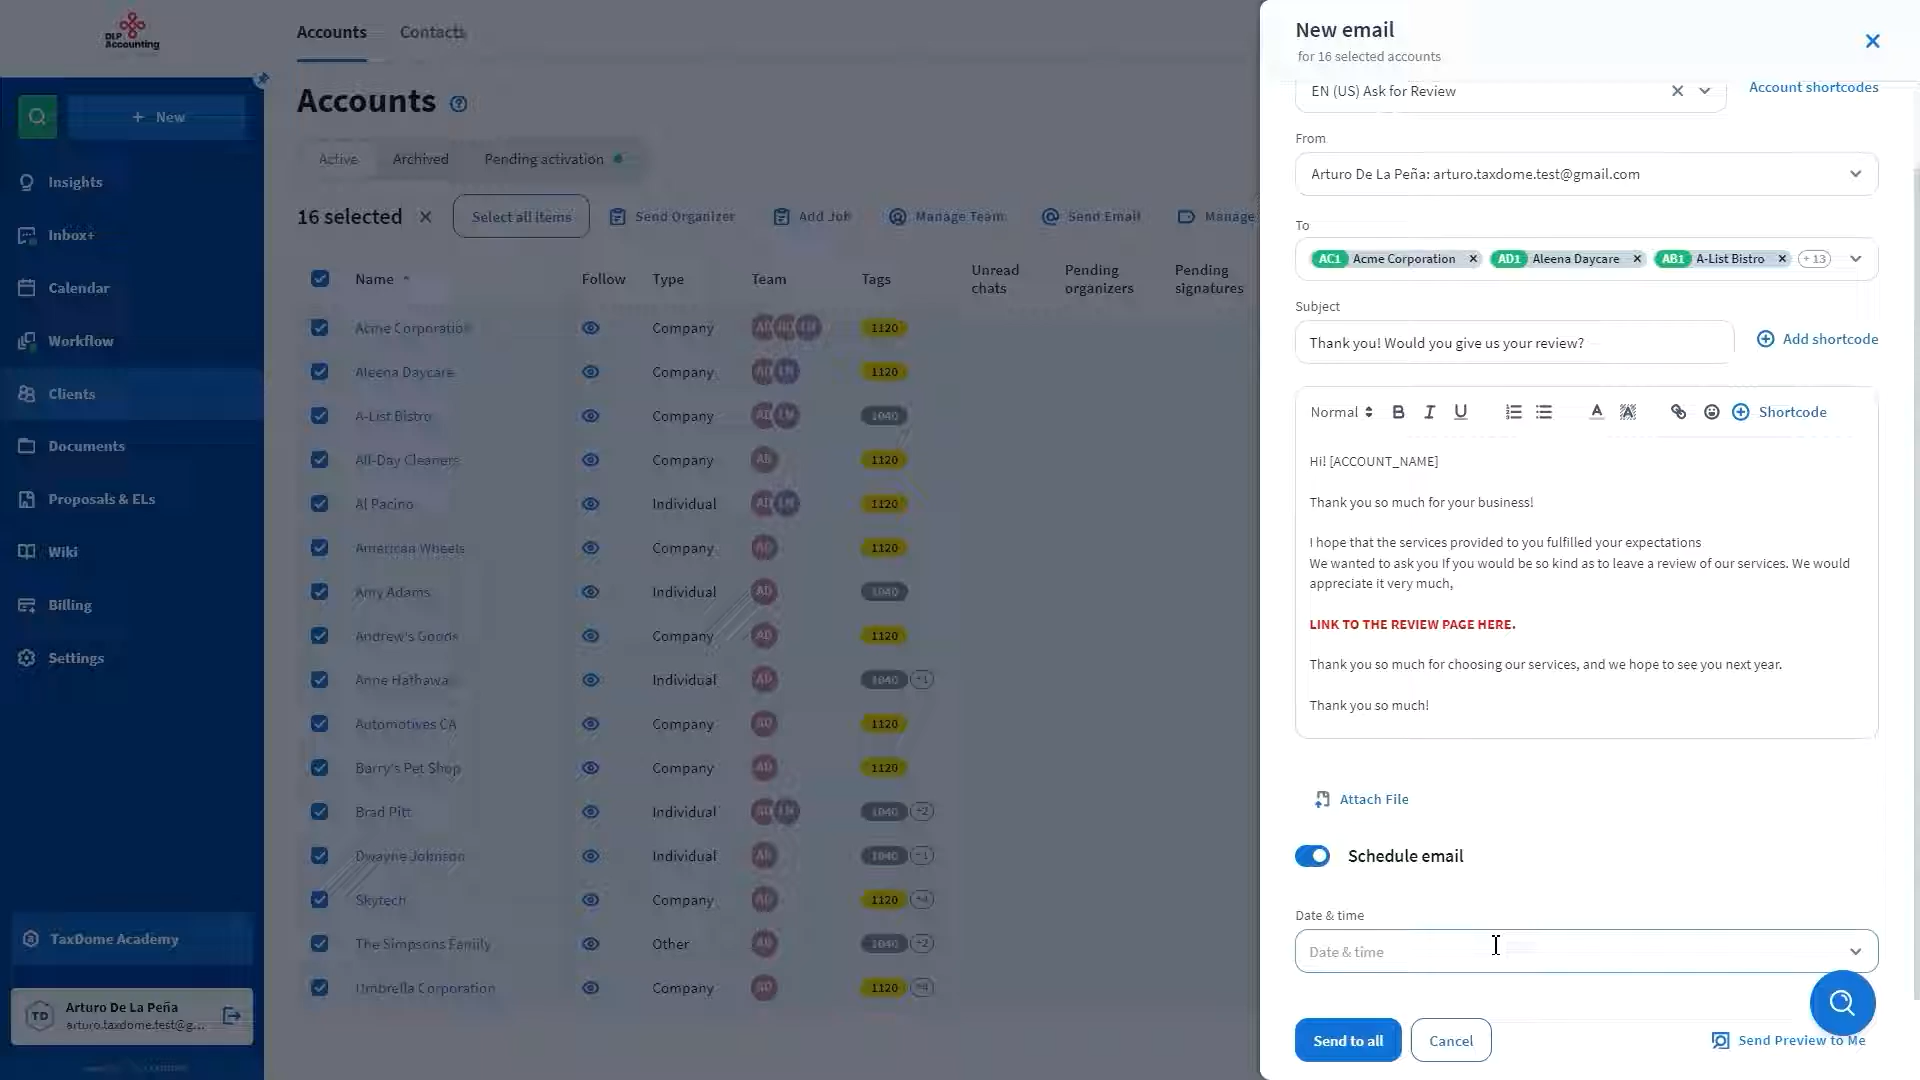 DLP
Accounting
+ New
Insights
Inbox+
Calendar
Workflow
Clients
Documents
Proposals & ELs
Wiki
Billing
Settings
TaxDome Academy
TD
Arturo De La Peña
arturo.taxdome.test@g...
Accounts
Contacts
Accounts
Active
Archived
Pending activation
16 selected
Select all items
Send Organizer
Add Job
Manage Team
Send Email
Manage
Name
Follow
Type
Team
Tags
Unread chats
Pending organizers
Pending signatures
Acme Corporation Company 1120
Aleena Daycare Company 1120
A-List Bistro Company 1040
All-Day Cleaners Company 1120
Al Pacino Individual 1120
American Wheels Company 1120
Amy Adams Individual 1040
Andrew's Goods Company 1120
Anne Hathawa Individual 1040 +1
Automotives CA Company 1120
Barry's Pet Shop Company 1120
Brad Pitt Individual 1040 +2
Dwayne Johnson Individual 1040 +1
Skytech Company 1120 +4
The Simpsons Family Other 1040 +2
Umbrella Corporation Company 1120 +4
New email
for 16 selected accounts
EN (US) Ask for Review
Account shortcodes
From
Arturo De La Peña: arturo.taxdome.test@gmail.com
To
AC1 Acme Corporation × AD1 Aleena Daycare × AB1 A-List Bistro × + 13
Subject
Thank you! Would you give us your review?
Add shortcode
Normal B I U A Shortcode
Hi! [ACCOUNT_NAME]
Thank you so much for your business!
I hope that the services provided to you fulfilled your expectations
We wanted to ask you If you would be so kind as to leave a review of our services. We would
appreciate it very much,
LINK TO THE REVIEW PAGE HERE.
Thank you so much for choosing our services, and we hope to see you next year.
Thank you so much!
Attach File
Schedule email
Date & time
Date & time
Send to all
Cancel
Send Preview to Me